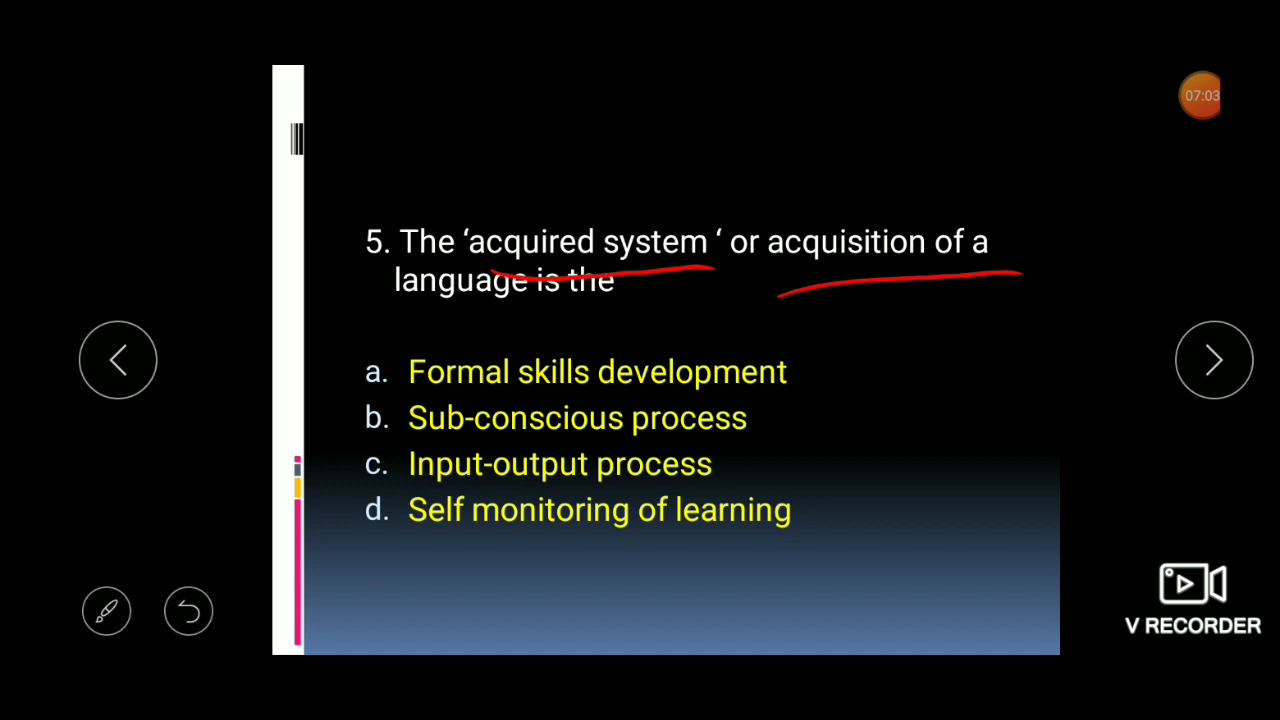 07:03
5. The ‘acquired system ‘ or acquisition of a
language is the
a. Formal skills development
b. Sub-conscious process
c. Input-output process
d. Self monitoring of learning
V RECORDER